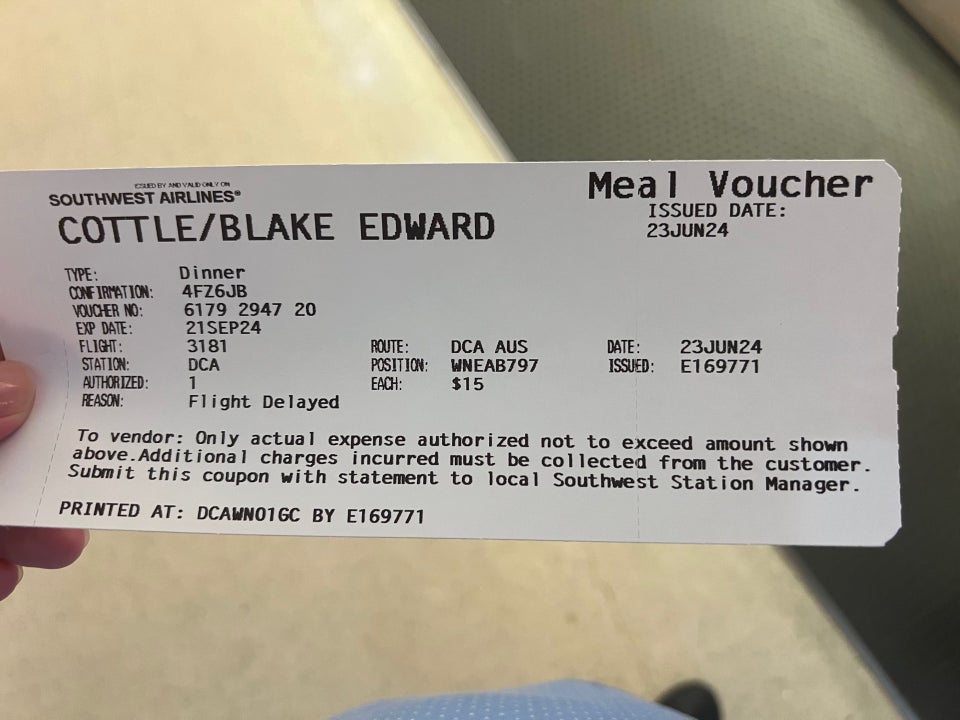 ISSUED BY AND VALID ONLY ON
SOUTHWEST AIRLINES®
Meal Voucher
COTTLE/BLAKE EDWARD
ISSUED DATE:
23JUN24
TYPE: Dinner
CONFIRMATION: 4FZ6JB
VOUCHER NO: 6179 2947 20
EXP DATE: 21SEP24
FLIGHT: 3181 ROUTE: DCA AUS DATE: 23JUN24
STATION: DCA POSITION: WNEAB797 ISSUED: E169771
AUTHORIZED: 1 EACH: $15
REASON: Flight Delayed
To vendor: Only actual expense authorized not to exceed amount shown
above.Additional charges incurred must be collected from the customer.
Submit this coupon with statement to local Southwest Station Manager.
PRINTED AT: DCAWN01GC BY E169771